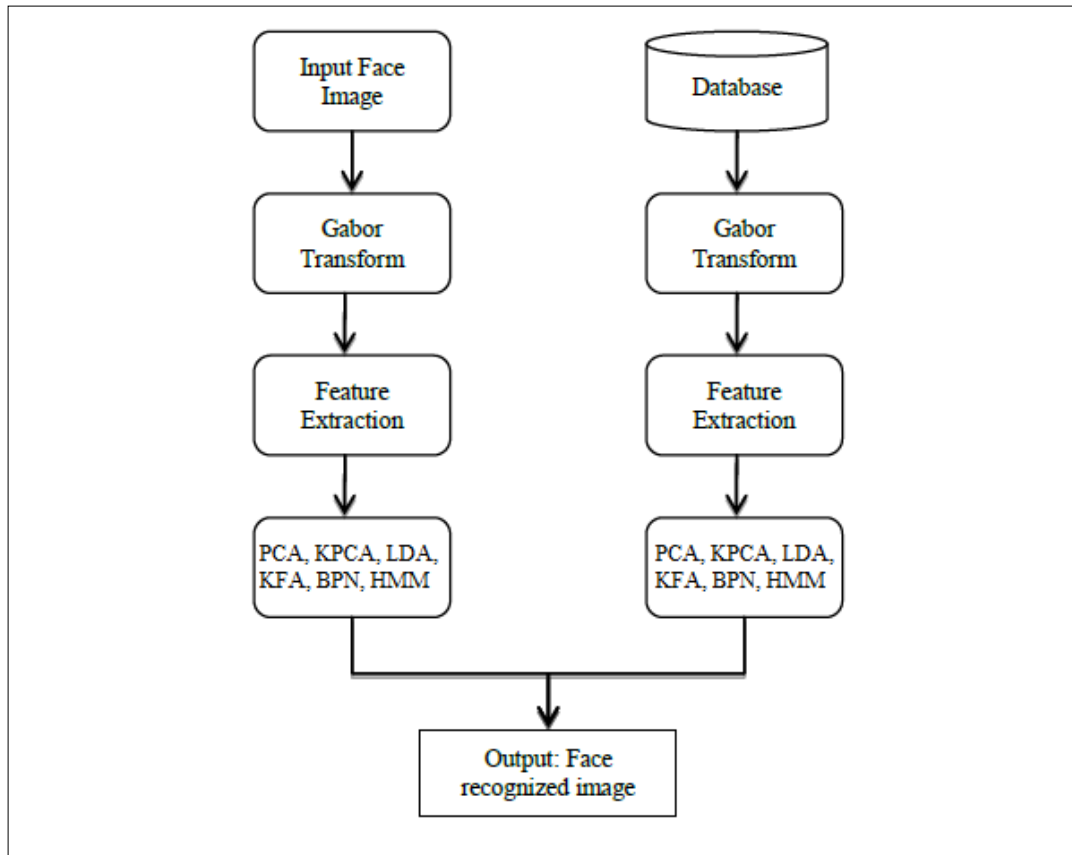 Input Face
Image
Gabor
Transform
Feature
Extraction
PCA, KPCA, LDA,
KFA, BPN, HMM
Database
Gabor
Transform
Feature
Extraction
PCA, KPCA, LDA,
KFA, BPN, HMM
Output: Face
recognized image